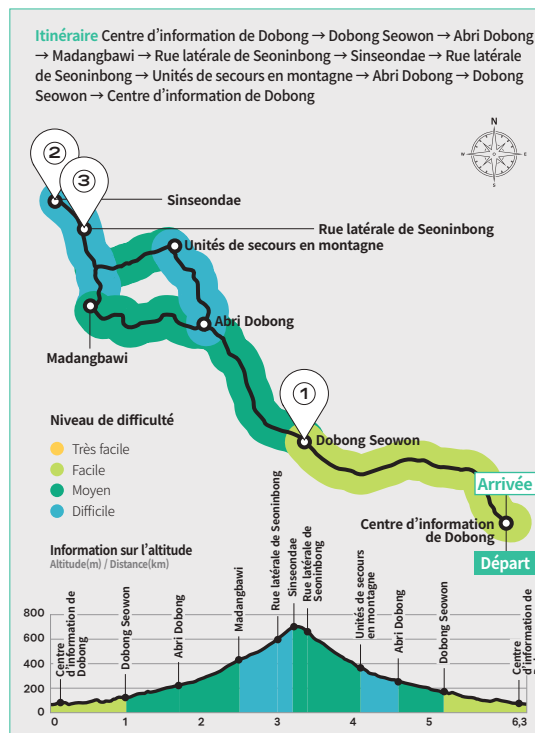 Itinéraire Centre d'information de Dobong → Dobong Seowon → Abri Dobong
→ Madangbawi → Rue latérale de Seoninbong → Sinseondae → Rue latérale
de Seoninbong → Unités de secours en montagne → Abri Dobong → Dobong
Seowon → Centre d'information de Dobong
N
W
E
S
2
3
Sinseondae
Rue latérale de Seoninbong
Unités de secours en montagne
Abri Dobong
Madangbawi
1
Dobong Seowon
Niveau de difficulté
Très facile
Facile
Moyen
Difficile
Arrivée
Centre d'information
de Dobong
Départ
Information sur l'altitude
Altitude(m) / Distance(km)
800
600
400
200
0
Centre
d'information de
Dobong
Dobong Seowon
Abri Dobong
Madangbawi
Rue latérale de Seoninbong
Sinseondae
Rue latérale de
Seoninbong
Unités de secours
en montagne
Abri Dobong
Dobong Seowon
Centre
d'information de
0
1
2
3
4
5
6,3